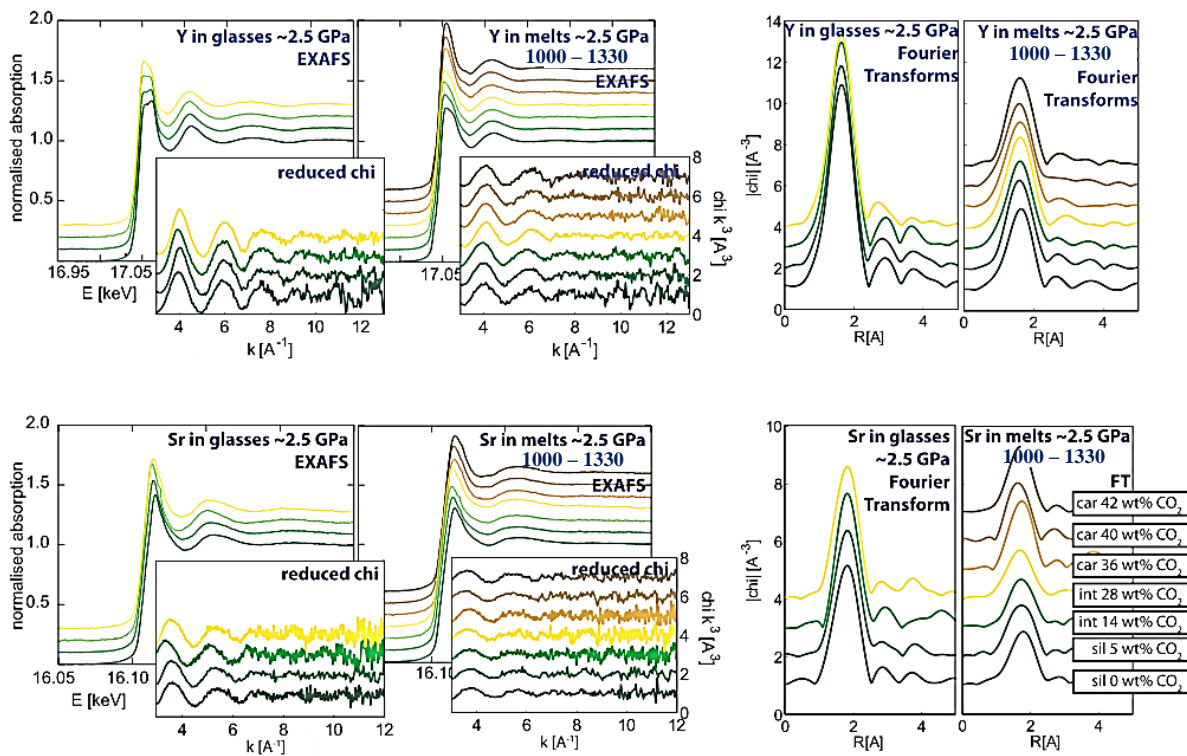 Y in glasses ~2.5 GPa
EXAFS
Y in melts ~2.5 GPa
1000 – 1330
EXAFS
normalised absorption
2.0
1.5
1.0
0.5
16.95
17.05
E [keV]
reduced chi
4
6
8
10
12
k [A⁻¹]
17.05
reduced chi
4
6
8
10
12
k [A⁻¹]
8
6
4
2
0
chi k³ [A³]
Y in glasses ~2.5 GPa
Fourier
Transforms
Y in melts ~2.5 GPa
1000 – 1330
Fourier
Transforms
|chi| [A⁻³]
14
12
10
8
6
4
2
0
0
2
4
R[A]
0
2
4
R[A]
Sr in glasses ~2.5 GPa
EXAFS
Sr in melts ~2.5 GPa
1000 – 1330
EXAFS
normalised absorption
2.0
1.5
1.0
0.5
16.05
16.10
E [keV]
reduced chi
4
6
8
10
12
k [A⁻¹]
16.10
reduced chi
4
6
8
10
12
k [A⁻¹]
8
6
4
2
0
chi k³ [A³]
Sr in glasses
~2.5 GPa
Fourier
Transform
Sr in melts ~2.5 GPa
1000 – 1330
FT
|chi| [A⁻³]
10
5
0
0
2
4
R[A]
0
2
4
R[A]
car 42 wt% CO₂
car 40 wt% CO₂
car 36 wt% CO₂
int 28 wt% CO₂
int 14 wt% CO₂
sil 5 wt% CO₂
sil 0 wt% CO₂